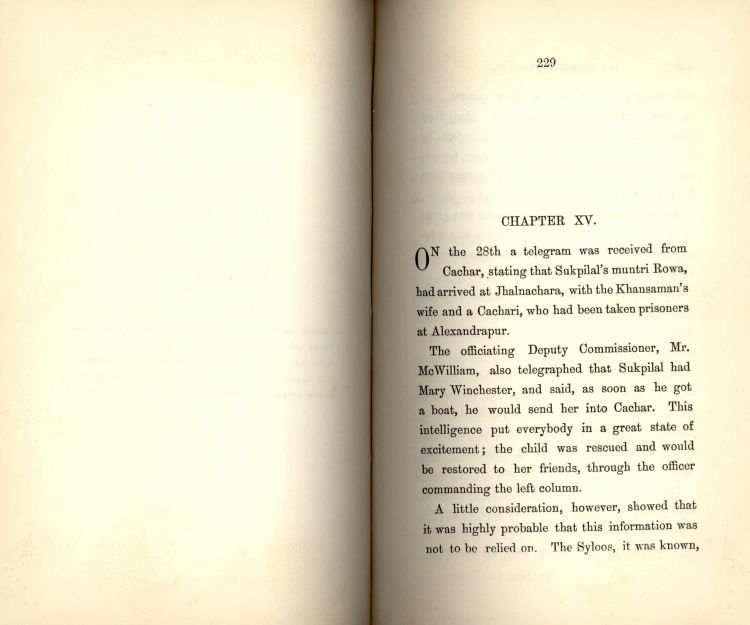 229
CHAPTER XV.
ON the 28th a telegram was received from
Cachar, stating that Sukpilal's muntri Rowa,
had arrived at Jhalnachara, with the Khansaman's
wife and a Cachari, who had been taken prisoners
at Alexandrapur.
The officiating Deputy Commissioner, Mr.
McWilliam, also telegraphed that Sukpilal had
Mary Winchester, and said, as soon as he got
a boat, he would send her into Cachar. This
intelligence put everybody in a great state of
excitement; the child was rescued and would
be restored to her friends, through the officer
commanding the left column.
A little consideration, however, showed that
it was highly probable that this information was
not to be relied on. The Syloos, it was known,